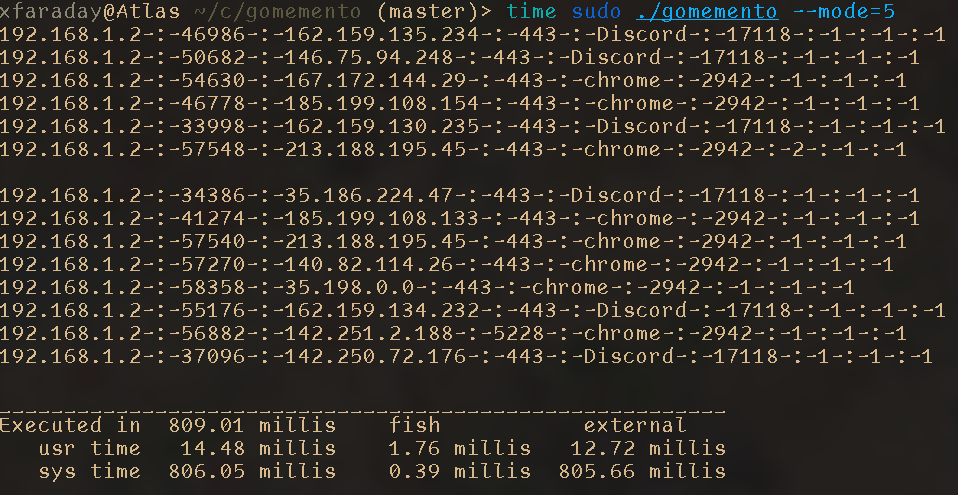 xfaraday@Atlas ~/c/gomemento (master)> time sudo ./gomemento --mode=5
192.168.1.2-:-46986-:-162.159.135.234-:-443-:-Discord-:-17118-:-1-:-1-:-1
192.168.1.2-:-50682-:-146.75.94.248-:-443-:-Discord-:-17118-:-1-:-1-:-1
192.168.1.2-:-54630-:-167.172.144.29-:-443-:-chrome-:-2942-:-1-:-1-:-1
192.168.1.2-:-46778-:-185.199.108.154-:-443-:-chrome-:-2942-:-1-:-1-:-1
192.168.1.2-:-33998-:-162.159.130.235-:-443-:-Discord-:-17118-:-1-:-1-:-1
192.168.1.2-:-57548-:-213.188.195.45-:-443-:-chrome-:-2942-:-2-:-1-:-1
192.168.1.2-:-34386-:-35.186.224.47-:-443-:-Discord-:-17118-:-1-:-1-:-1
192.168.1.2-:-41274-:-185.199.108.133-:-443-:-chrome-:-2942-:-1-:-1-:-1
192.168.1.2-:-57540-:-213.188.195.45-:-443-:-chrome-:-2942-:-1-:-1-:-1
192.168.1.2-:-57270-:-140.82.114.26-:-443-:-chrome-:-2942-:-1-:-1-:-1
192.168.1.2-:-58358-:-35.198.0.0-:-443-:-chrome-:-2942-:-1-:-1-:-1
192.168.1.2-:-55176-:-162.159.134.232-:-443-:-Discord-:-17118-:-1-:-1-:-1
192.168.1.2-:-56882-:-142.251.2.188-:-5228-:-chrome-:-2942-:-1-:-1-:-1
192.168.1.2-:-37096-:-142.250.72.176-:-443-:-Discord-:-17118-:-1-:-1-:-1
________________________________________________________
Executed in 809.01 millis fish external
usr time 14.48 millis 1.76 millis 12.72 millis
sys time 806.05 millis 0.39 millis 805.66 millis